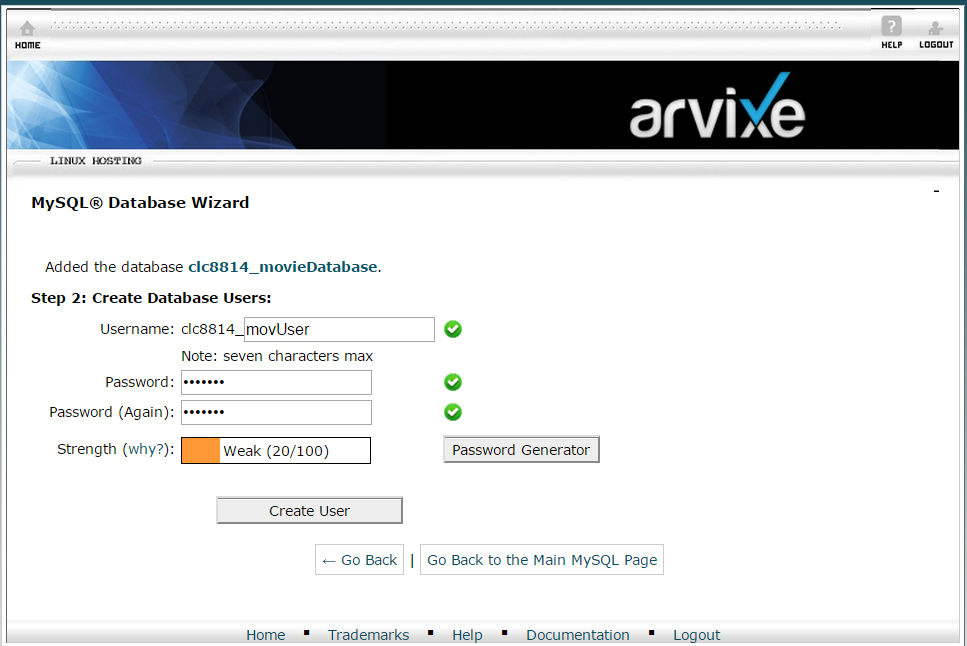 HOME
HELP
LOGOUT
arvixe
LINUX HOSTING
-
MySQL® Database Wizard
Added the database clc8814_movieDatabase.
Step 2: Create Database Users:
Username: clc8814_movUser
Note: seven characters max
Password: •••••••
Password (Again): •••••••
Strength (why?): Weak (20/100) Password Generator
Create User
← Go Back | Go Back to the Main MySQL Page
Home ▪ Trademarks ▪ Help ▪ Documentation ▪ Logout